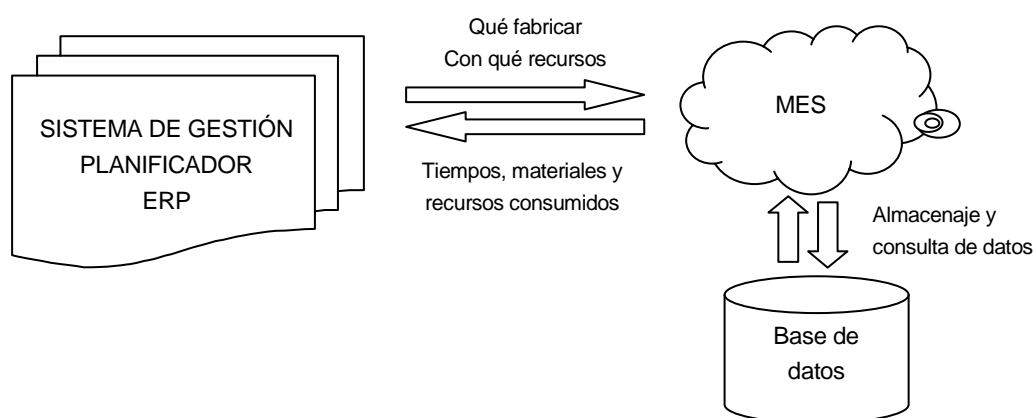 Qué fabricar
Con qué recursos
SISTEMA DE GESTIÓN
PLANIFICADOR
ERP
MES
Tiempos, materiales y
recursos consumidos
Almacenaje y
consulta de datos
Base de
datos